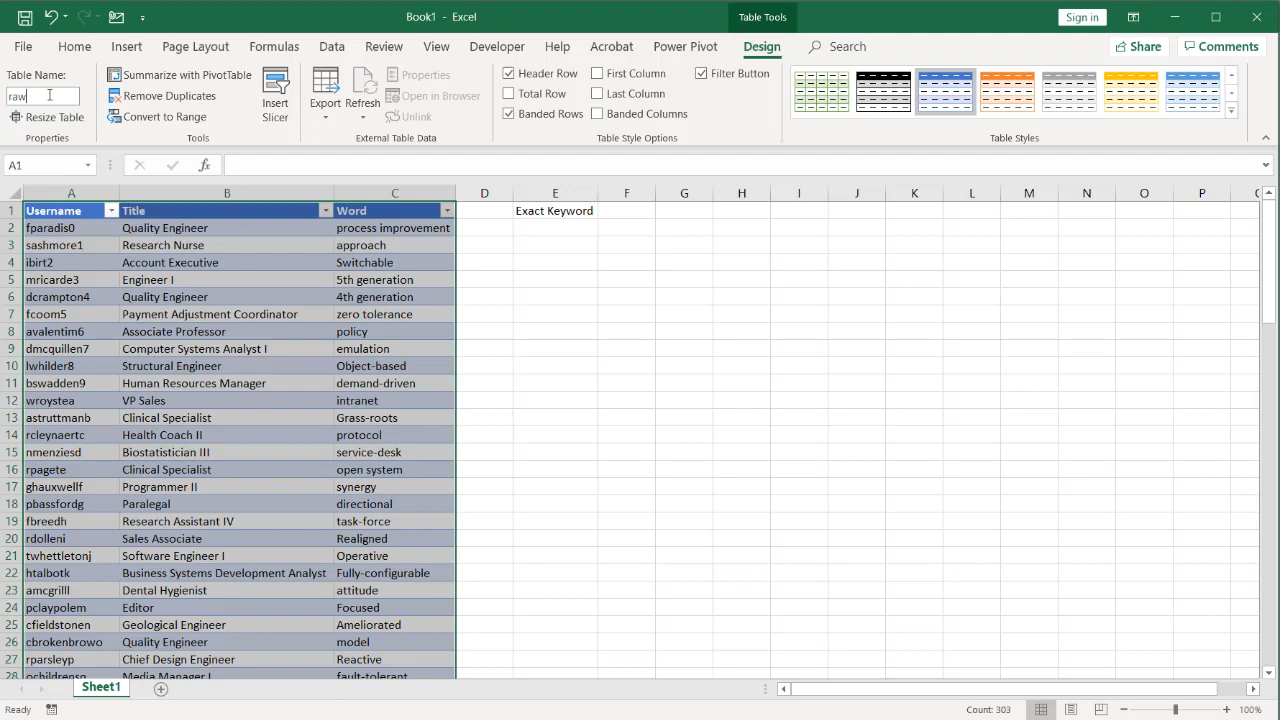 Book1 - Excel
Table Tools
Sign in
File Home Insert Page Layout Formulas Data Review View Developer Help Acrobat Power Pivot Design Search Share Comments
Table Name:
raw
Resize Table
Properties
Summarize with PivotTable
Remove Duplicates
Convert to Range
Insert
Slicer
Tools
Export
Refresh
Properties
Open in Browser
Unlink
External Table Data
Header Row First Column Filter Button
Total Row Last Column
Banded Rows Banded Columns
Table Style Options
Table Styles
A1
fx
A B C D E F G H I J K L M N O P
1 Username Title Word Exact Keyword
2 fparadis0 Quality Engineer process improvement
3 sashmore1 Research Nurse approach
4 ibirt2 Account Executive Switchable
5 mricarde3 Engineer I 5th generation
6 dcrampton4 Quality Engineer 4th generation
7 fcoom5 Payment Adjustment Coordinator zero tolerance
8 avalentim6 Associate Professor policy
9 dmcquillen7 Computer Systems Analyst I emulation
10 lwhilder8 Structural Engineer Object-based
11 bswadden9 Human Resources Manager demand-driven
12 wroystea VP Sales intranet
13 astruttmanb Clinical Specialist Grass-roots
14 rcleynaertc Health Coach II protocol
15 nmenziesd Biostatistician III service-desk
16 rpagete Clinical Specialist open system
17 ghauxwellf Programmer II synergy
18 pbassfordg Paralegal directional
19 fbreedh Research Assistant IV task-force
20 rdolleni Sales Associate Realigned
21 twhettletonj Software Engineer I Operative
22 htalbotk Business Systems Development Analyst Fully-configurable
23 amcgrilll Dental Hygienist attitude
24 pclaypolem Editor Focused
25 cfieldstonen Geological Engineer Ameliorated
26 cbrokenbrowo Quality Engineer model
27 rparsleyp Chief Design Engineer Reactive
28 ochildrensq Media Manager I fault-tolerant
Sheet1
Ready
Count: 303
100%